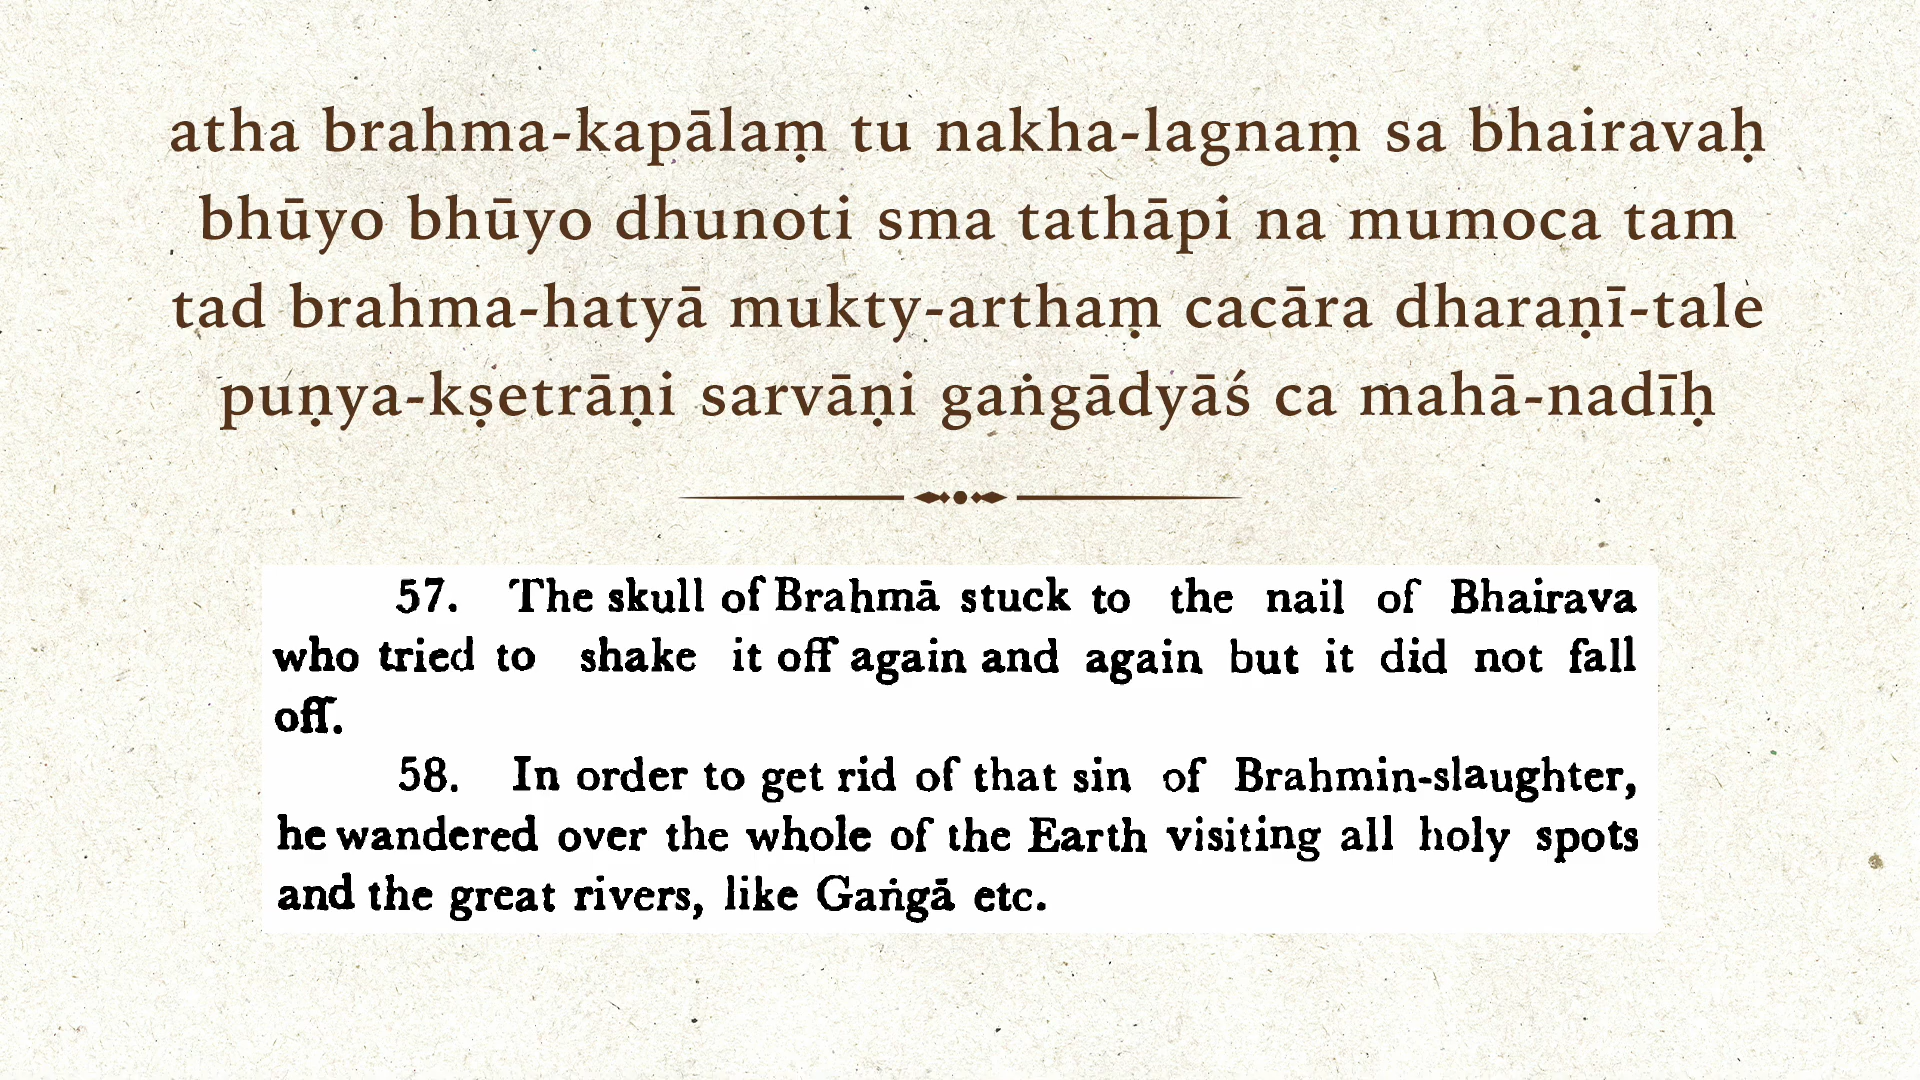 atha brahma-kapālaṃ tu nakha-lagnaṃ sa bhairavaḥ
bhūyo bhūyo dhunoti sma tathāpi na mumoca tam
tad brahma-hatyā mukty-arthaṃ cacāra dharaṇī-tale
puṇya-kṣetrāṇi sarvāṇi gaṅgādyāś ca mahā-nadīḥ
57. The skull of Brahmā stuck to the nail of Bhairava
who tried to shake it off again and again but it did not fall
off.
58. In order to get rid of that sin of Brahmin-slaughter,
he wandered over the whole of the Earth visiting all holy spots
and the great rivers, like Gaṅgā etc.